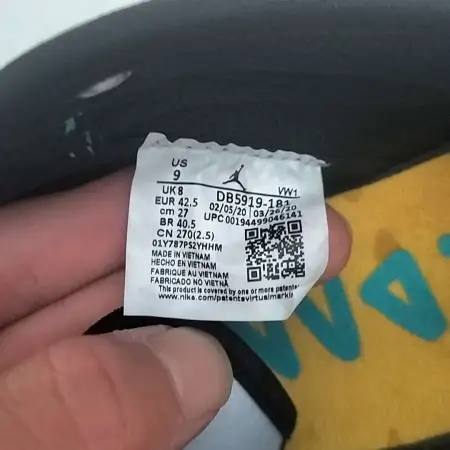 US
9
VW1
UK 8
DB5919-181
EUR 42.5
02/05/20
03/26/20
cm 27
UPC 00194499046141
BR 40.5
CN 270(2.5)
01Y787PS2YHHM
MADE IN VIETNAM
HECHO EN VIETNAM
FABRIQUE AU VIETNAM
FABRICADO NO VIETNÃ
This product is covered by one or more patents
www.nike.com/patentsvirtualmarkin